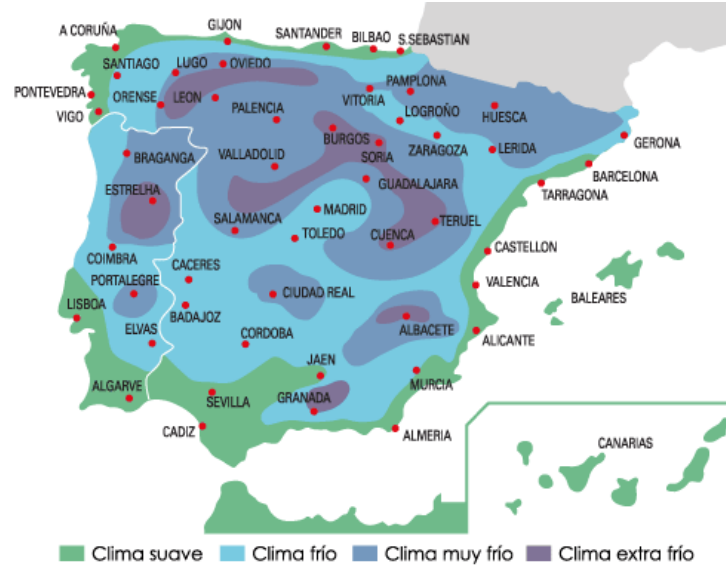 GIJON
SANTANDER
BILBAO
A CORUÑA
S.SEBASTIAN
SANTIAGO
LUGO
OVIEDO
PAMPLONA
PONTEVEDRA
ORENSE
LEON
VITORIA
VIGO
PALENCIA
LOGROÑO
HUESCA
BURGOS
ZARAGOZA
LERIDA
GERONA
BRAGANGA
VALLADOLID
SORIA
BARCELONA
ESTRELHA
GUADALAJARA
TARRAGONA
SALAMANCA
MADRID
TERUEL
TOLEDO
CUENCA
COIMBRA
CASTELLON
PORTALEGRE
CACERES
CIUDAD REAL
VALENCIA
BALEARES
LISBOA
BADAJOZ
ELVAS
CORDOBA
ALBACETE
ALICANTE
JAEN
ALGARVE
SEVILLA
GRANADA
MURCIA
CADIZ
ALMERIA
CANARIAS
Clima suave
Clima frío
Clima muy frío
Clima extra frío